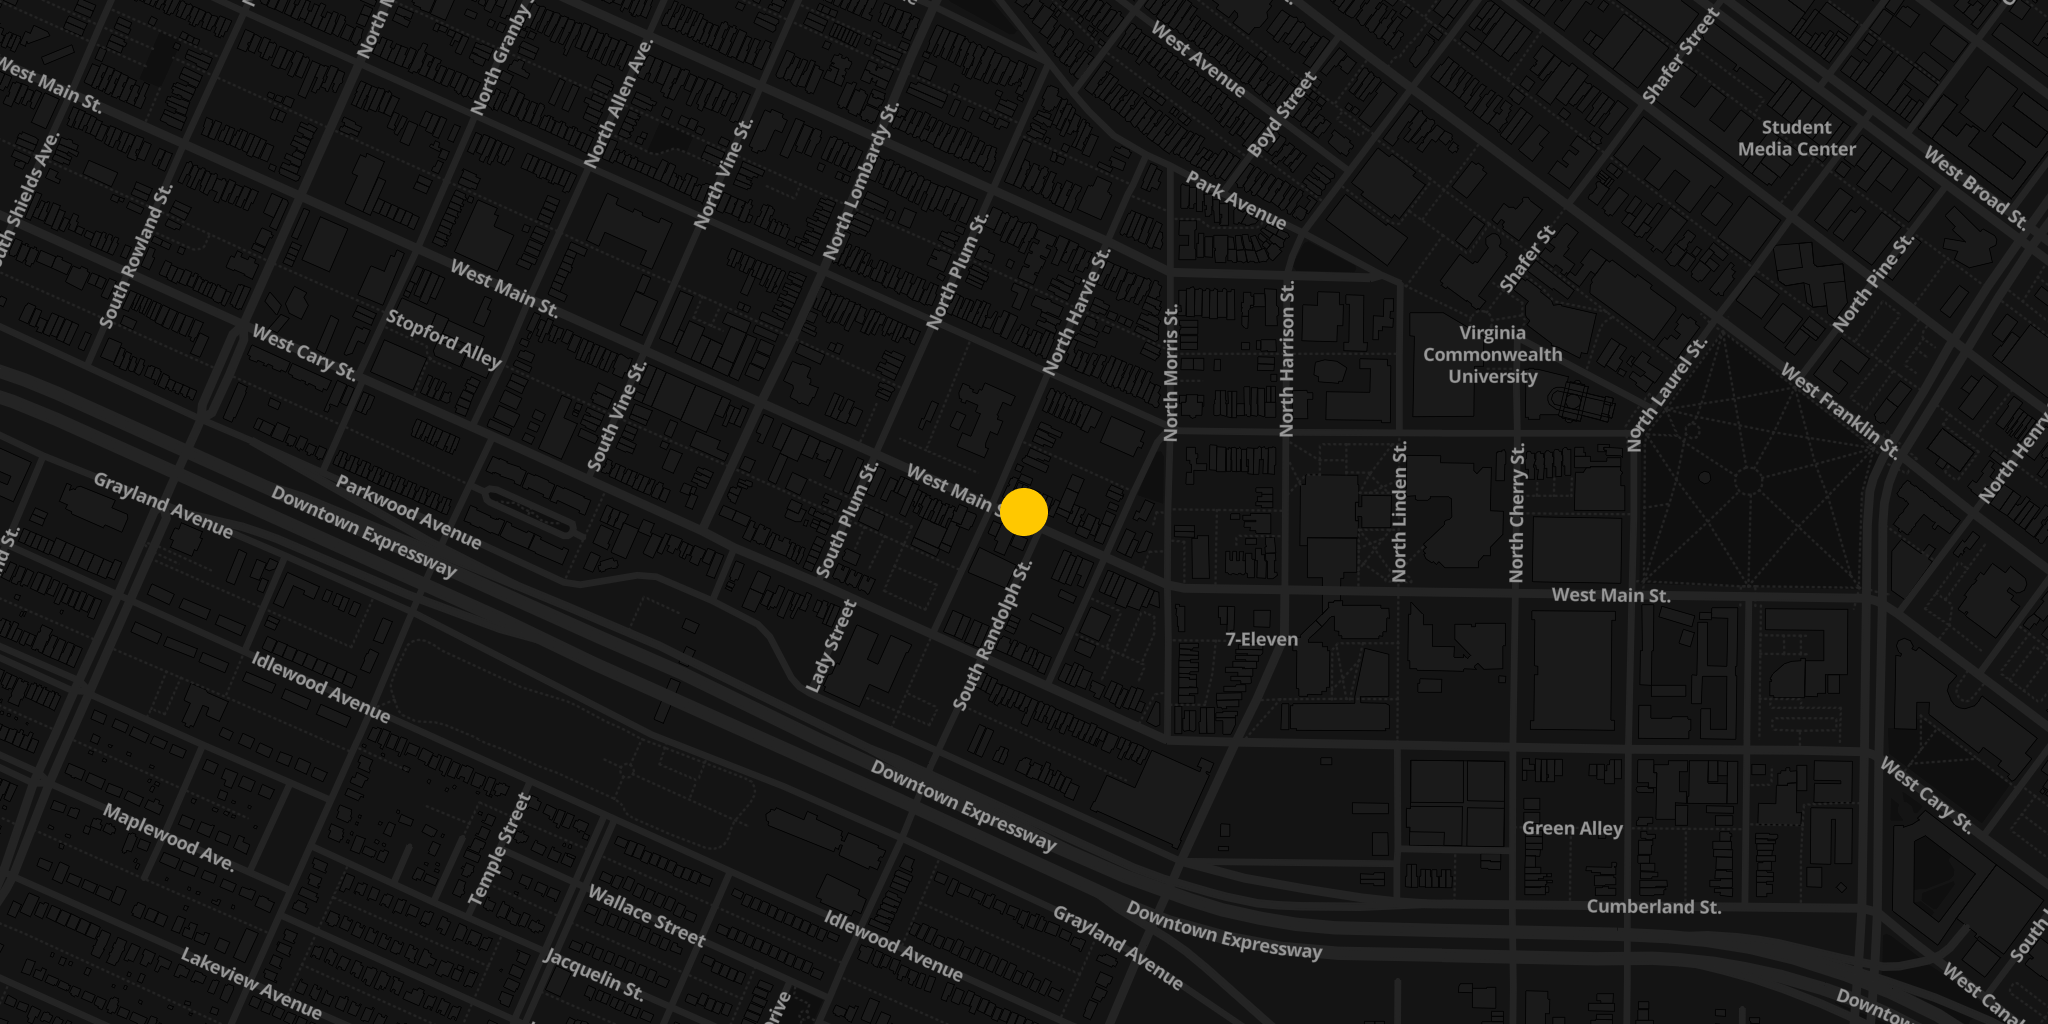 West Main St.
North Granby
North Allen Ave.
North Vine St.
North Lombardy St.
North Plum St.
North Harvie St.
West Avenue
Boyd Street
Park Avenue
Shafer Street
Student
Media Center
West Broad St.
Shafer St
North Pine St.
South Rowland St.
Shields Ave.
West Main St.
Stopford Alley
West Cary St.
South Vine St.
North Morris St.
North Harrison St.
Virginia
Commonwealth
University
North Laurel St.
West Franklin St.
North Henry
Grayland Avenue
Downtown Expressway
Parkwood Avenue
South Plum St.
West Main
North Linden St.
North Cherry St.
West Main St.
7-Eleven
Lady Street
South Randolph St.
Idlewood Avenue
Downtown Expressway
West Cary St.
Green Alley
Maplewood Ave.
Temple Street
Wallace Street
Idlewood Avenue
Grayland Avenue
Downtown Expressway
Cumberland St.
Lakeview Avenue
Jacquelin St.
West Canal